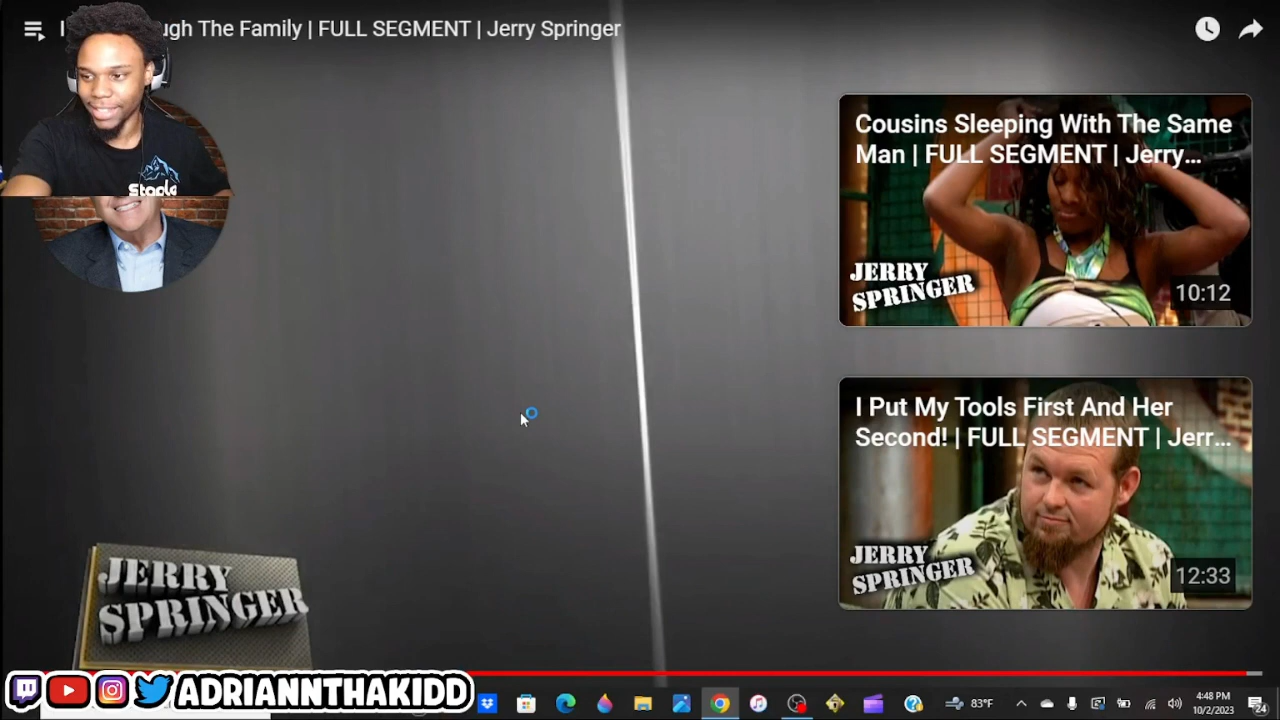 ugh The Family | FULL SEGMENT | Jerry Springer
Cousins Sleeping With The Same
Man | FULL SEGMENT | Jerry...
JERRY
SPRINGER
10:12
I Put My Tools First And Her
Second! | FULL SEGMENT | Jerr...
JERRY
SPRINGER
12:33
Staple
JERRY
SPRINGER
ADRIANNTHAKIDD
83°F
4:48 PM
10/2/2023
24